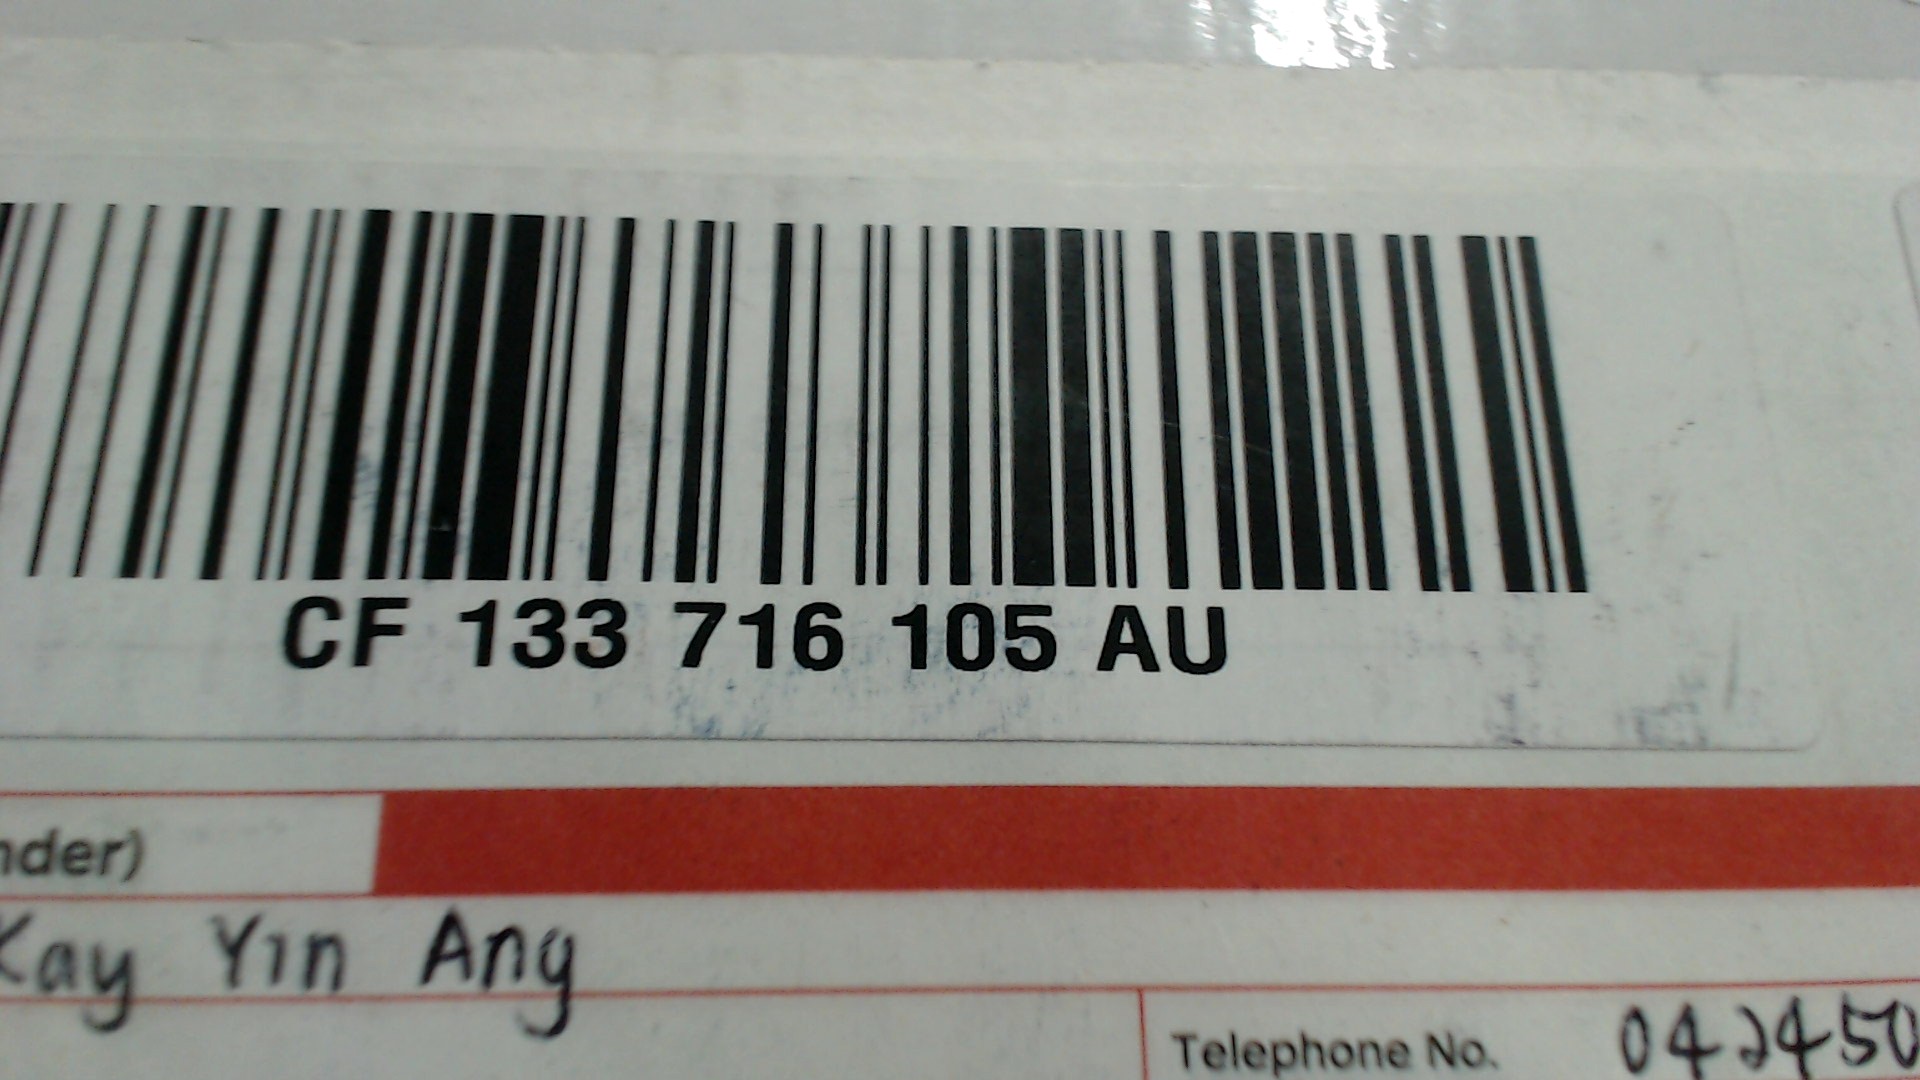 CF 133 716 105 AU
nder)
Kay Yin Ang
Telephone No. 042450